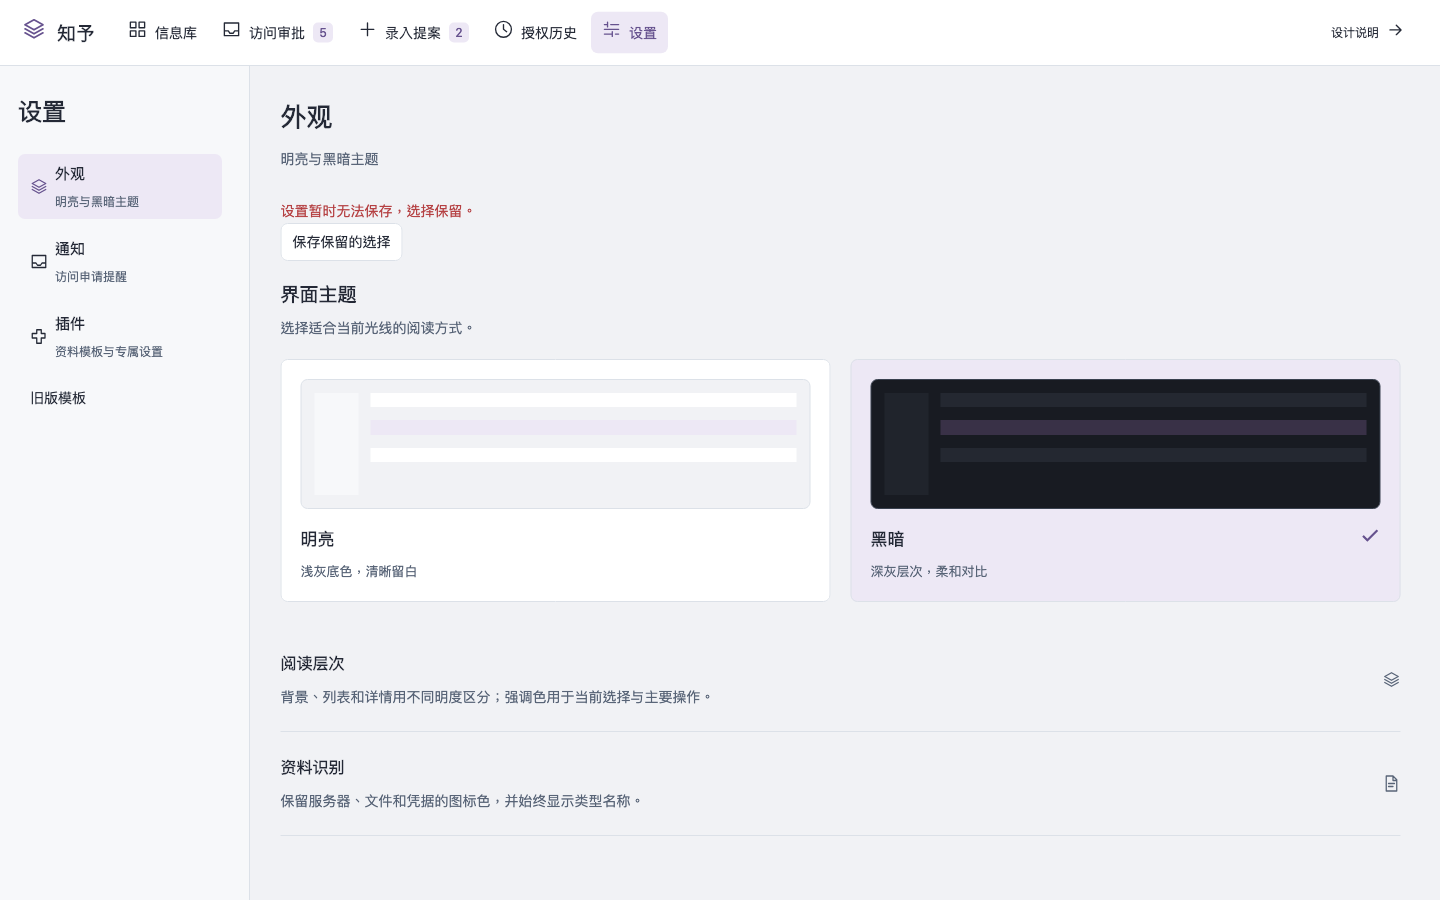 知予
信息库
访问审批 5
录入提案 2
授权历史
设置
设计说明
设置
外观
明亮与黑暗主题
通知
访问申请提醒
插件
资料模板与专属设置
旧版模板
外观
明亮与黑暗主题
设置暂时无法保存，选择保留。
保存保留的选择
界面主题
选择适合当前光线的阅读方式。
明亮
浅灰底色，清晰留白
黑暗
深灰层次，柔和对比
阅读层次
背景、列表和详情用不同明度区分；强调色用于当前选择与主要操作。
资料识别
保留服务器、文件和凭据的图标色，并始终显示类型名称。